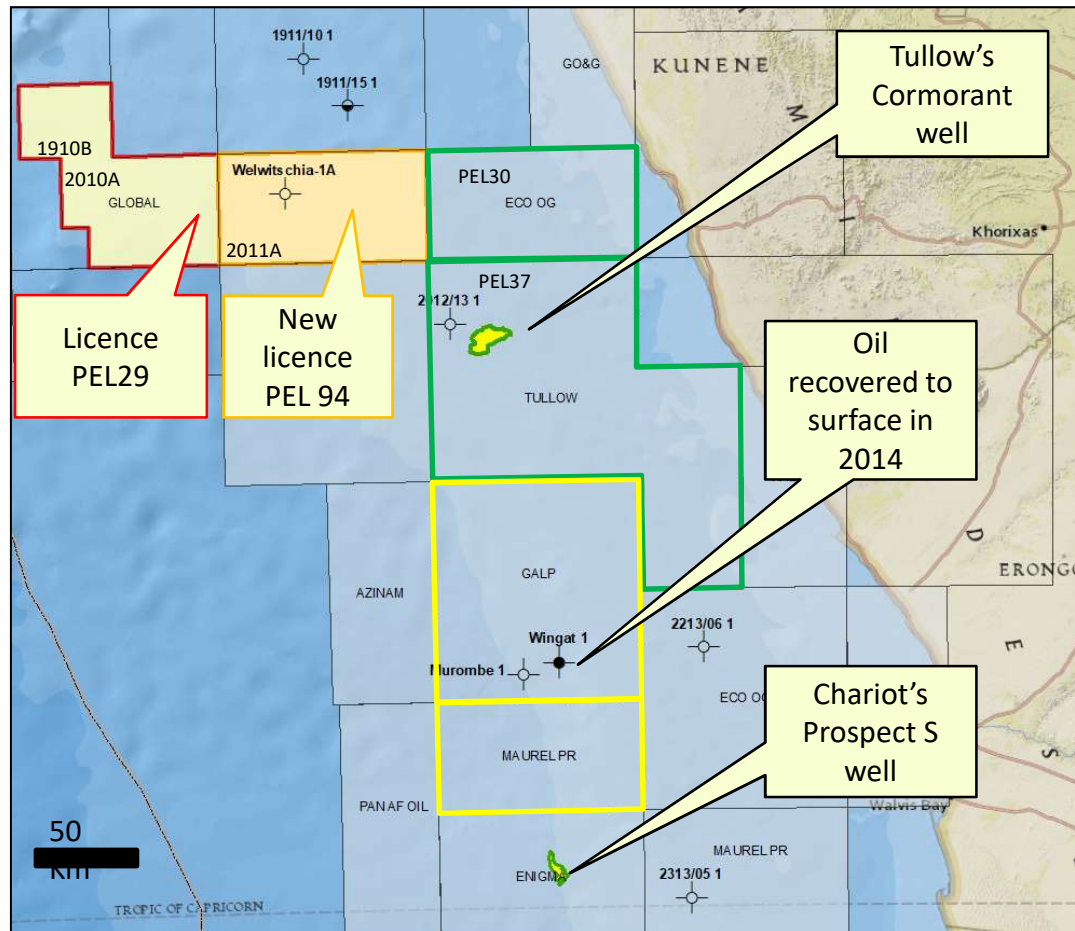 1911/10 1
GO&G
KUNENE
Tullow's
Cormorant
well
1911/15 1
1910B
2010A
GLOBAL
Welwitschia-1A
2011A
PEL30
ECO OG
Khorixas
PEL37
2012/13 1
Licence
PEL29
New
licence
PEL 94
TULLOW
Oil
recovered to
surface in
2014
M
I
D
E
S
ERONGO
AZINAM
GALP
Wingat 1
Murombe 1
2213/06 1
ECO OG
Chariot's
Prospect S
well
MAUREL PR
PAN AF OIL
Walvis Bay
50
Km
ENIGMA
MAUREL PR
2313/05 1
TROPIC OF CAPRICORN